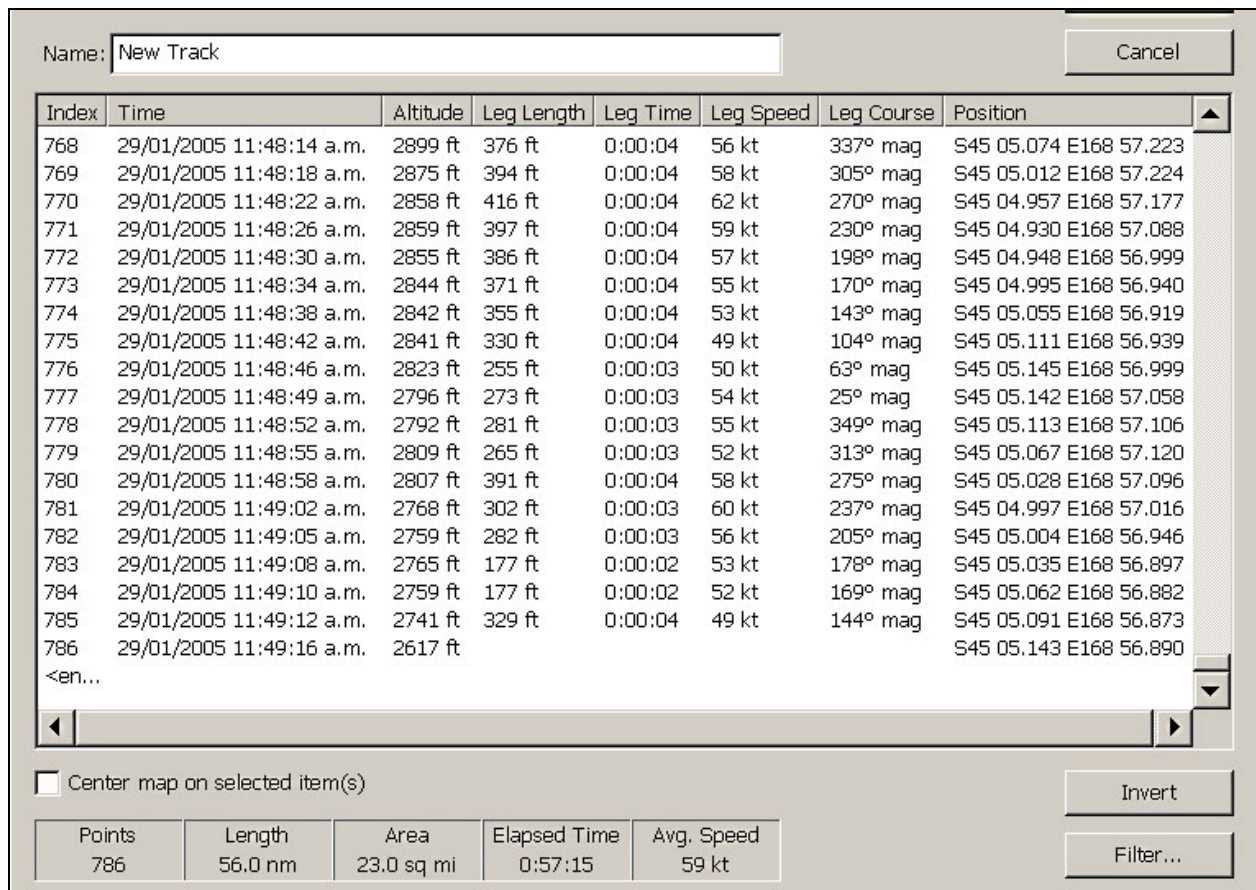 Name: New Track Cancel
Index Time Altitude Leg Length Leg Time Leg Speed Leg Course Position
768 29/01/2005 11:48:14 a.m. 2899 ft 376 ft 0:00:04 56 kt 337º mag S45 05.074 E168 57.223
769 29/01/2005 11:48:18 a.m. 2875 ft 394 ft 0:00:04 58 kt 305º mag S45 05.012 E168 57.224
770 29/01/2005 11:48:22 a.m. 2858 ft 416 ft 0:00:04 62 kt 270º mag S45 04.957 E168 57.177
771 29/01/2005 11:48:26 a.m. 2859 ft 397 ft 0:00:04 59 kt 230º mag S45 04.930 E168 57.088
772 29/01/2005 11:48:30 a.m. 2855 ft 386 ft 0:00:04 57 kt 198º mag S45 04.948 E168 56.999
773 29/01/2005 11:48:34 a.m. 2844 ft 371 ft 0:00:04 55 kt 170º mag S45 04.995 E168 56.940
774 29/01/2005 11:48:38 a.m. 2842 ft 355 ft 0:00:04 53 kt 143º mag S45 05.055 E168 56.919
775 29/01/2005 11:48:42 a.m. 2841 ft 330 ft 0:00:04 49 kt 104º mag S45 05.111 E168 56.939
776 29/01/2005 11:48:46 a.m. 2823 ft 255 ft 0:00:03 50 kt 63º mag S45 05.145 E168 56.999
777 29/01/2005 11:48:49 a.m. 2796 ft 273 ft 0:00:03 54 kt 25º mag S45 05.142 E168 57.058
778 29/01/2005 11:48:52 a.m. 2792 ft 281 ft 0:00:03 55 kt 349º mag S45 05.113 E168 57.106
779 29/01/2005 11:48:55 a.m. 2809 ft 265 ft 0:00:03 52 kt 313º mag S45 05.067 E168 57.120
780 29/01/2005 11:48:58 a.m. 2807 ft 391 ft 0:00:04 58 kt 275º mag S45 05.028 E168 57.096
781 29/01/2005 11:49:02 a.m. 2768 ft 302 ft 0:00:03 60 kt 237º mag S45 04.997 E168 57.016
782 29/01/2005 11:49:05 a.m. 2759 ft 282 ft 0:00:03 56 kt 205º mag S45 05.004 E168 56.946
783 29/01/2005 11:49:08 a.m. 2765 ft 177 ft 0:00:02 53 kt 178º mag S45 05.035 E168 56.897
784 29/01/2005 11:49:10 a.m. 2759 ft 177 ft 0:00:02 52 kt 169º mag S45 05.062 E168 56.882
785 29/01/2005 11:49:12 a.m. 2741 ft 329 ft 0:00:04 49 kt 144º mag S45 05.091 E168 56.873
786 29/01/2005 11:49:16 a.m. 2617 ft S45 05.143 E168 56.890
<en...
Center map on selected item(s) Invert
Points Length Area Elapsed Time Avg. Speed
786 56.0 nm 23.0 sq mi 0:57:15 59 kt
Filter...